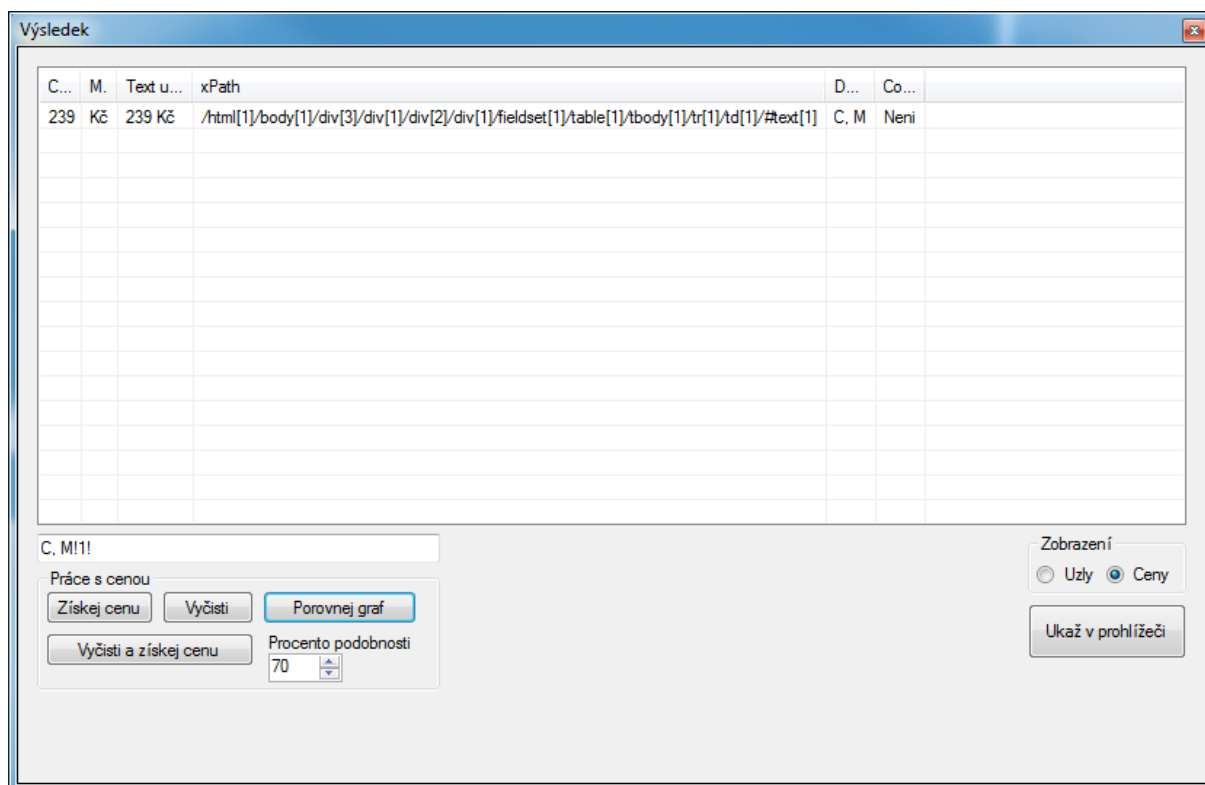 Výsledek
C... M. Text u... xPath D... Co...
239 Kč 239 Kč /html[1]/body[1]/div[3]/div[1]/div[2]/div[1]/fieldset[1]/table[1]/tbody[1]/tr[1]/td[1]/#text[1] C, M Neni
C, M!1!
Zobrazení
Práce s cenou
Uzly Ceny
Získej cenu Vyčisti Porovnej graf
Ukaž v prohlížeči
Vyčisti a získej cenu Procento podobnosti
70